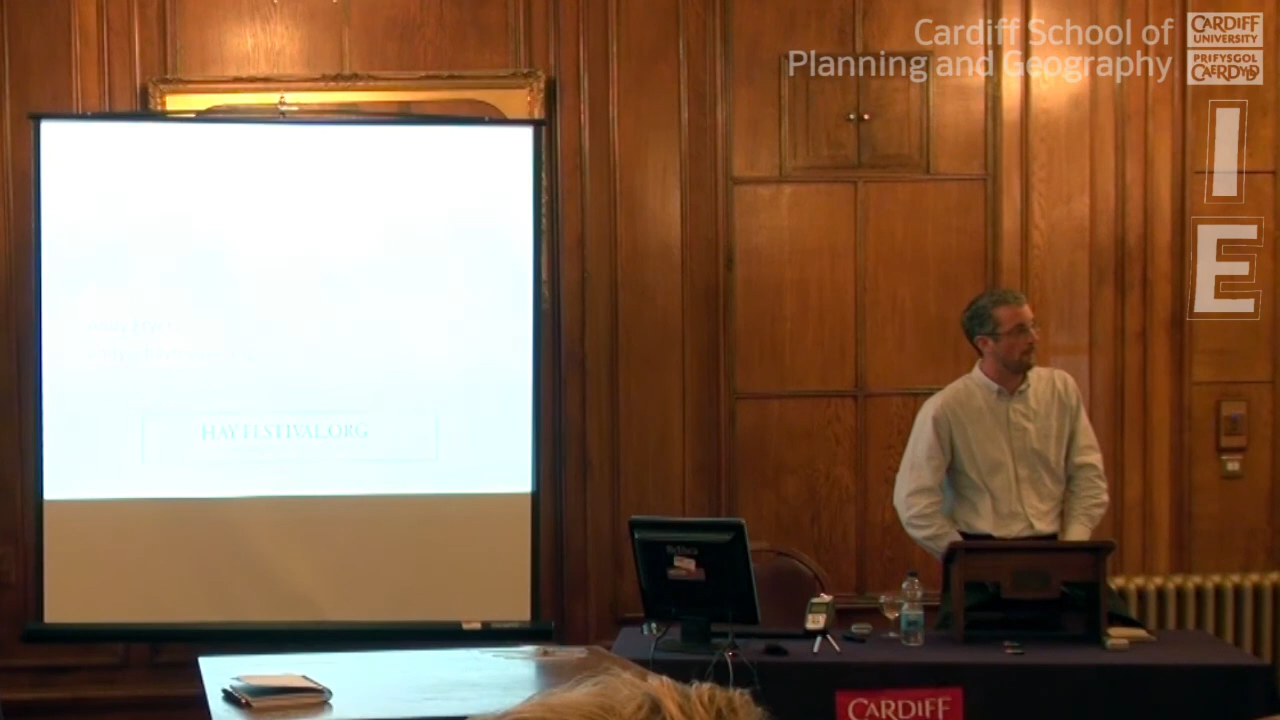 Cardiff School of
Planning and Geography
CARDIFF
UNIVERSITY
PRIFYSGOL
CAERDYDD
I
E
HAYFESTIVAL.ORG
CARDIFF